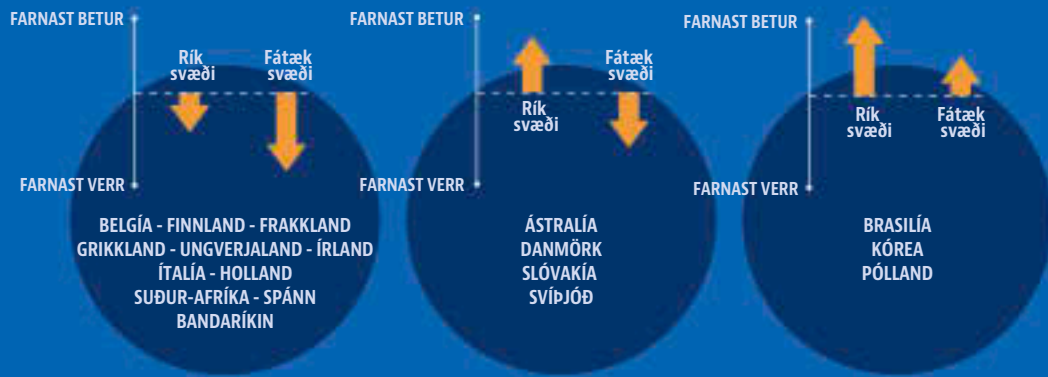 FARNAST BETUR
Rík
svæði
Fátæk
svæði
FARNAST VERR
BELGÍA - FINNLAND - FRAKKLAND
GRIKKLAND - UNGVERJALAND - ÍRLAND
ÍTALÍA - HOLLAND
SUÐUR-AFRÍKA - SPÁNN
BANDARÍKIN
FARNAST BETUR
Rík
svæði
Fátæk
svæði
FARNAST VERR
ÁSTRALÍA
DANMÖRK
SLÓVAKÍA
SVÍÞJÓÐ
FARNAST BETUR
Rík
svæði
Fátæk
svæði
FARNAST VERR
BRASILÍA
KÓREA
PÓLLAND